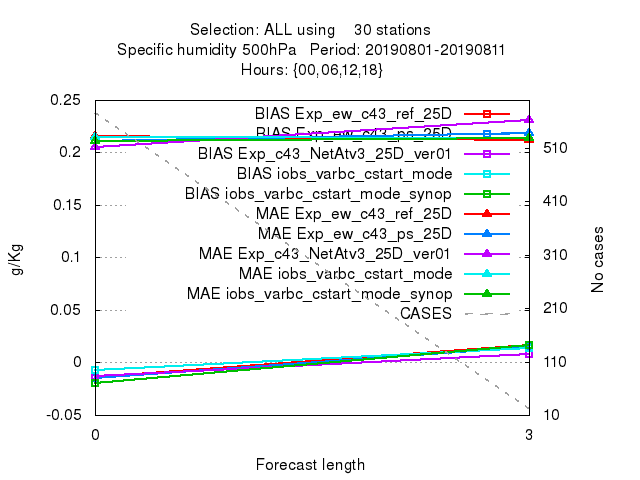 Selection: ALL using    30 stations
Specific humidity 500hPa   Period: 20190801-20190811
Hours: {00,06,12,18}
0.25
0.2
0.15
0.1
0.05
0
-0.05
g/Kg
BIAS Exp_ew_c43_ref_25D
BIAS Exp_ew_c43_ps_25D
BIAS Exp_c43_NetAtv3_25D_ver01
BIAS iobs_varbc_cstart_mode
BIAS iobs_varbc_cstart_mode_synop
MAE Exp_ew_c43_ref_25D
MAE Exp_ew_c43_ps_25D
MAE Exp_c43_NetAtv3_25D_ver01
MAE iobs_varbc_cstart_mode
MAE iobs_varbc_cstart_mode_synop
CASES
510
410
310
210
110
10
No cases
0
3
Forecast length